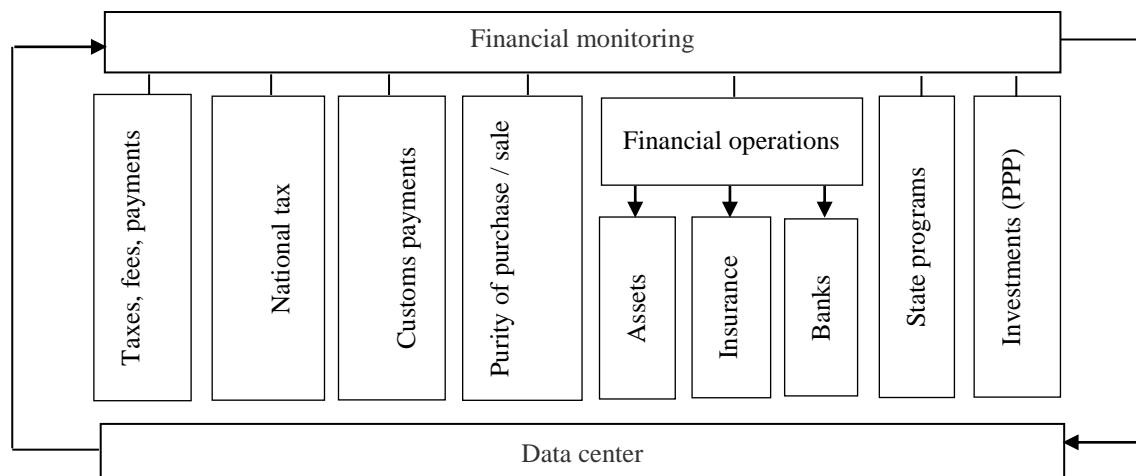 Financial monitoring
Taxes, fees, payments
National tax
Customs payments
Purity of purchase / sale
Financial operations
Assets
Insurance
Banks
State programs
Investments (PPP)
Data center